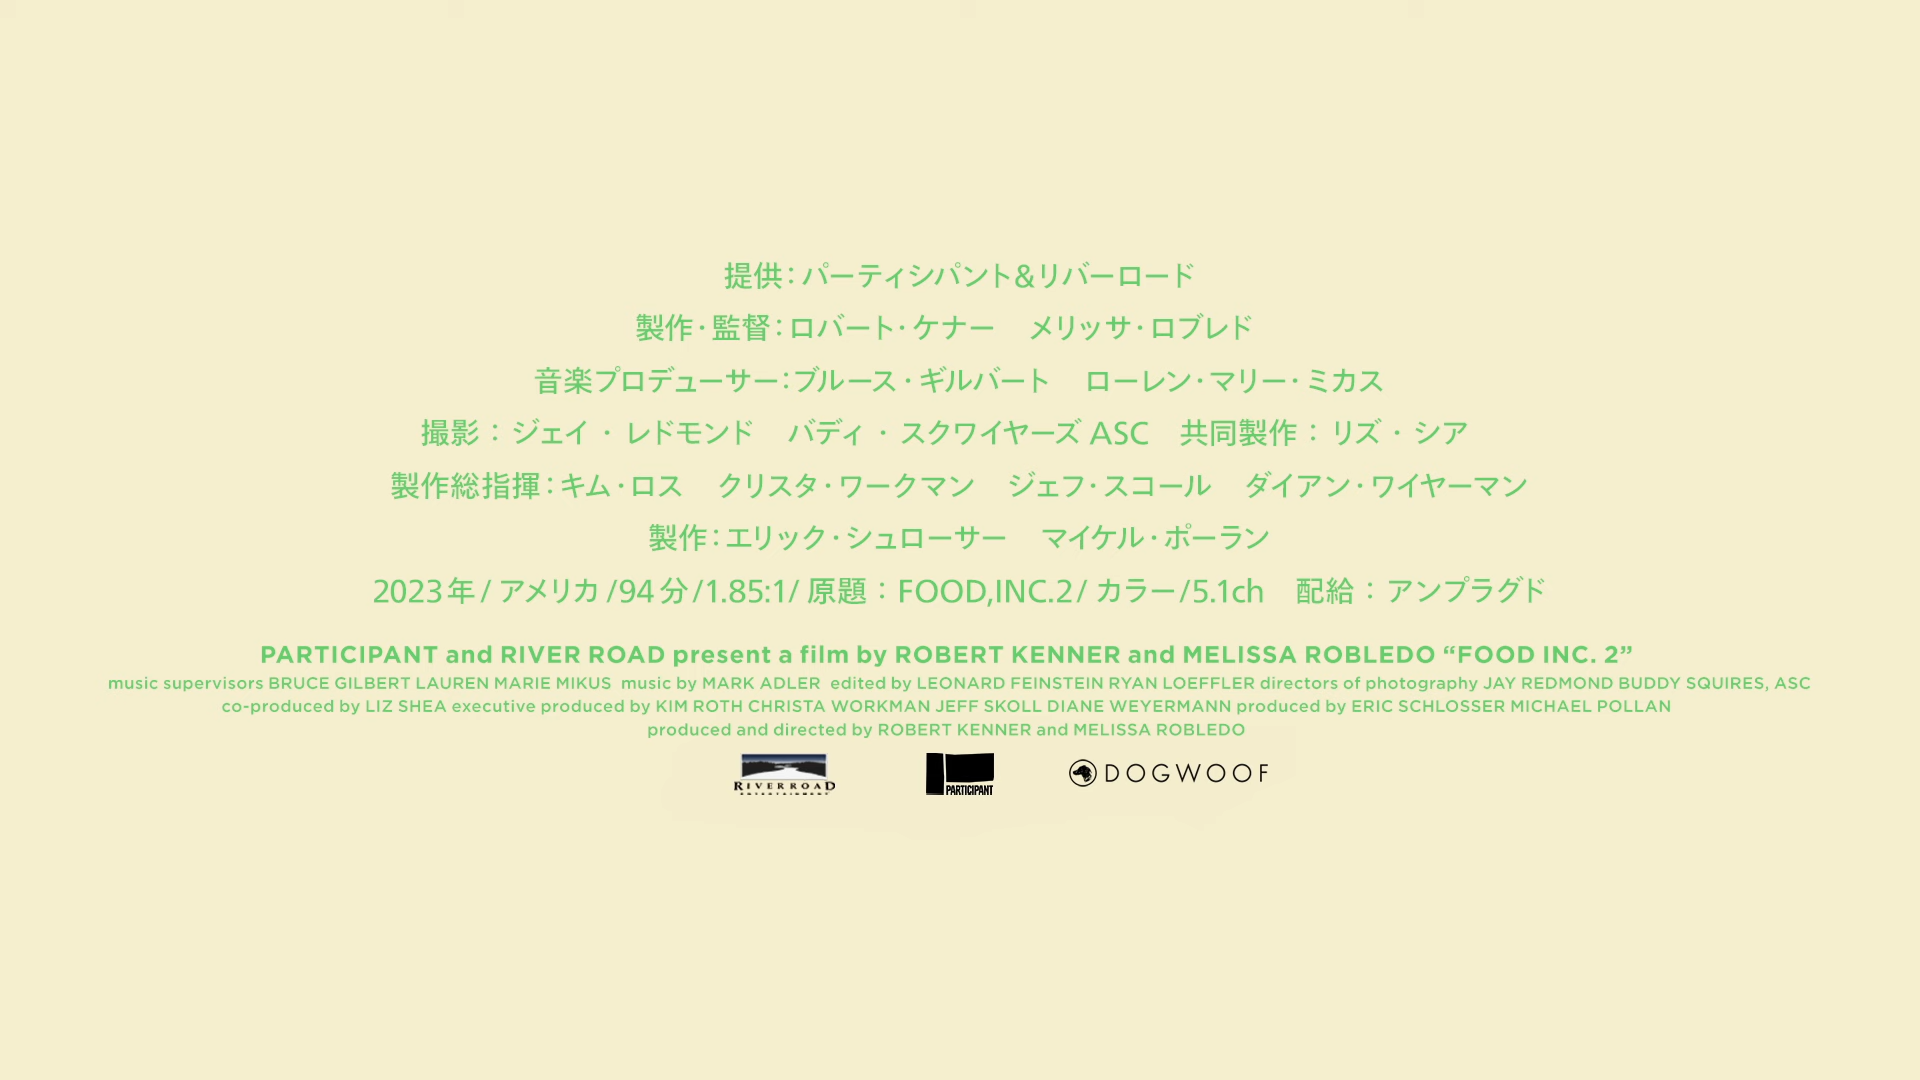 提供：パーティシパント＆リバーロード
製作・監督：ロバート・ケナー　メリッサ・ロブレド
音楽プロデューサー：ブルース・ギルバート　ローレン・マリー・ミカス
撮影：ジェイ・レドモンド　バディ・スクワイヤーズ ASC　共同製作：リズ・シア
製作総指揮：キム・ロス　クリスタ・ワークマン　ジェフ・スコール　ダイアン・ワイヤーマン
製作：エリック・シュローサー　マイケル・ポーラン
2023年/アメリカ/94分/1.85:1/原題：FOOD,INC.2/カラー/5.1ch　配給：アンプラグド
PARTICIPANT and RIVER ROAD present a film by ROBERT KENNER and MELISSA ROBLEDO “FOOD INC. 2”
music supervisors BRUCE GILBERT LAUREN MARIE MIKUS music by MARK ADLER edited by LEONARD FEINSTEIN RYAN LOEFFLER directors of photography JAY REDMOND BUDDY SQUIRES, ASC
co-produced by LIZ SHEA executive produced by KIM ROTH CHRISTA WORKMAN JEFF SKOLL DIANE WEYERMANN produced by ERIC SCHLOSSER MICHAEL POLLAN
produced and directed by ROBERT KENNER and MELISSA ROBLEDO
RIVER ROAD
ENTERTAINMENT
PARTICIPANT
DOGWOOF